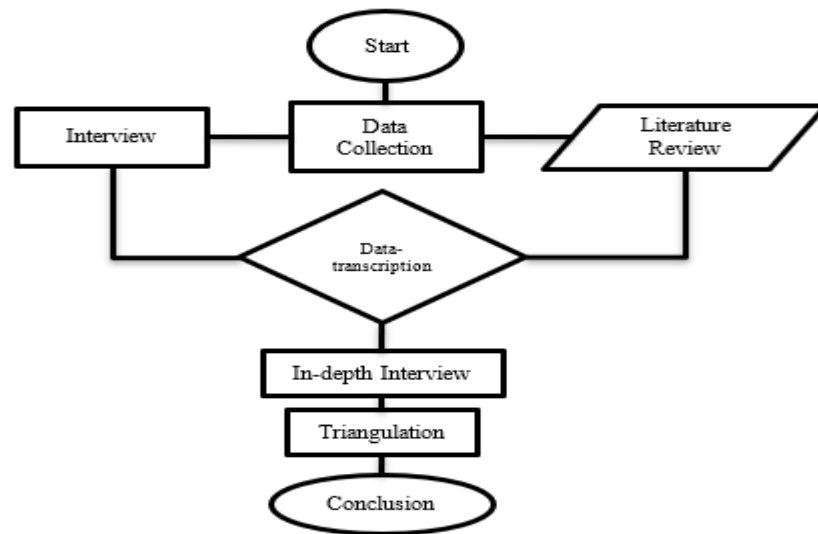 Start
Interview
Data
Collection
Literature
Review
Data-
transcription
In-depth Interview
Triangulation
Conclusion